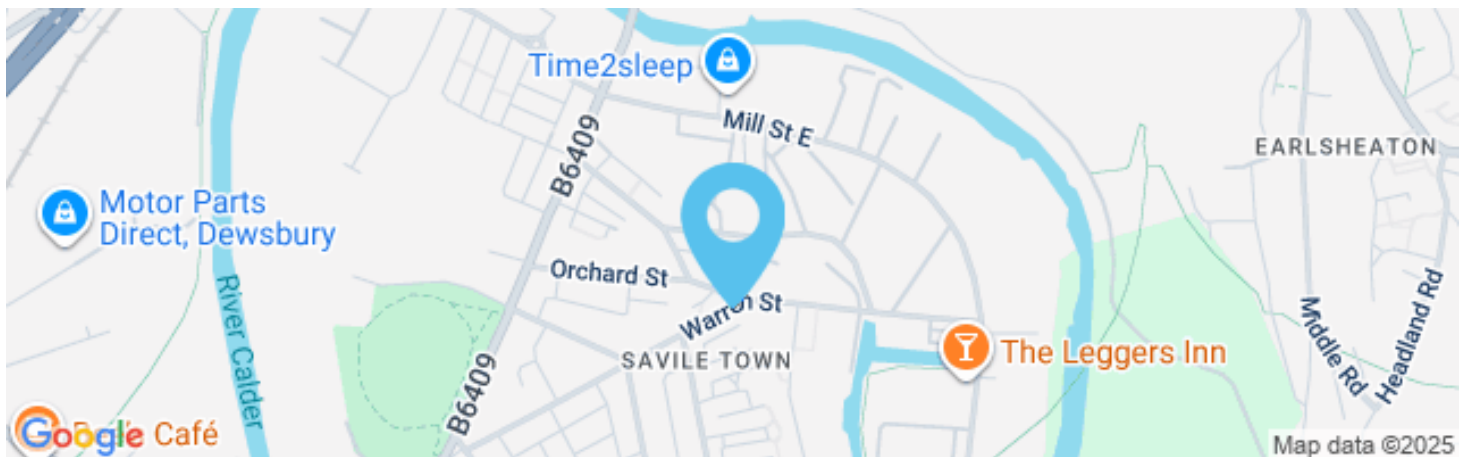 Time2sleep
Mill St E
B6409
EARLSHEATON
Motor Parts
Direct, Dewsbury
Orchard St
River Calder
Warren St
SAVILE TOWN
The Leggers Inn
Middle Rd
Headland Rd
B6409
Google
Café
Map data ©2025